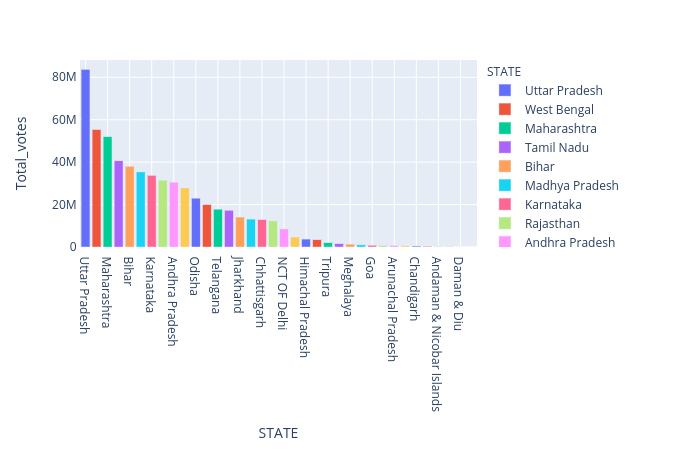 Total_votes
80M
60M
40M
20M
0
Uttar Pradesh
Maharashtra
Bihar
Karnataka
Andhra Pradesh
Odisha
Telangana
Jharkhand
Chhattisgarh
NCT OF Delhi
Himachal Pradesh
Tripura
Meghalaya
Goa
Arunachal Pradesh
Chandigarh
Andaman & Nicobar Islands
Daman & Diu
STATE
STATE
Uttar Pradesh
West Bengal
Maharashtra
Tamil Nadu
Bihar
Madhya Pradesh
Karnataka
Rajasthan
Andhra Pradesh